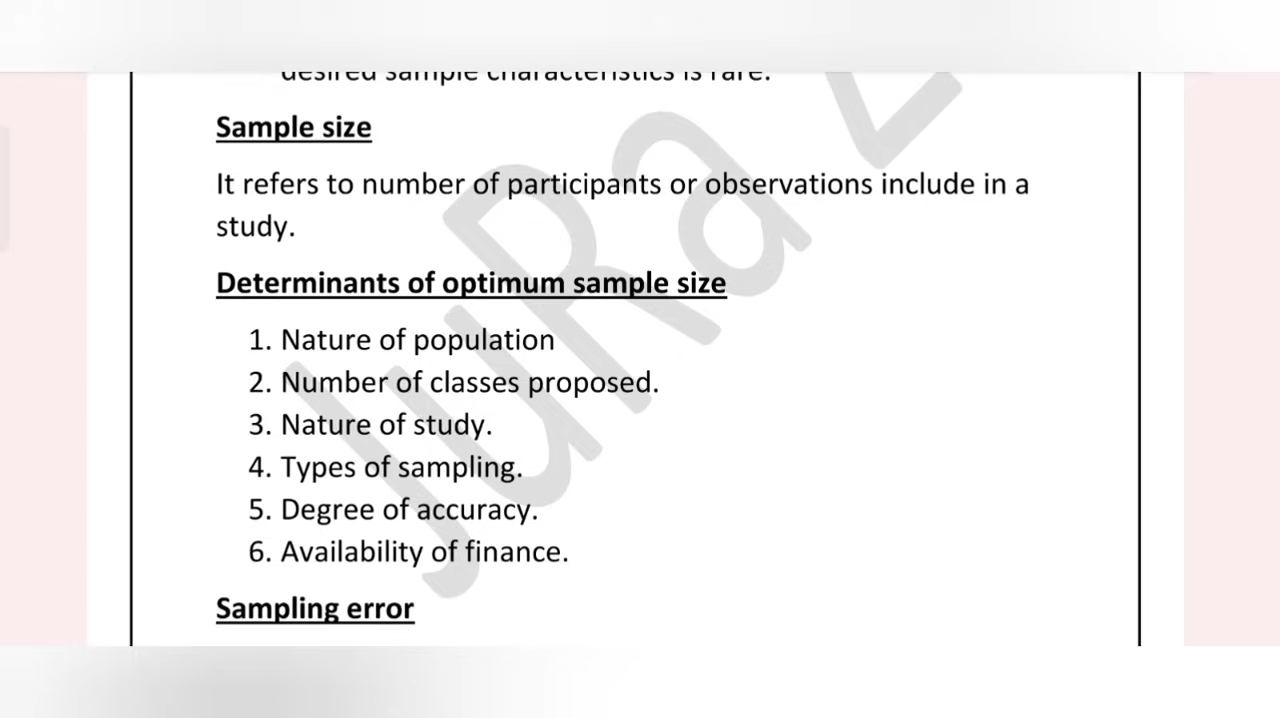 desired sample characteristics is rare.
Sample size
It refers to number of participants or observations include in a
study.
Determinants of optimum sample size
1. Nature of population
2. Number of classes proposed.
3. Nature of study.
4. Types of sampling.
5. Degree of accuracy.
6. Availability of finance.
Sampling error
JuRa